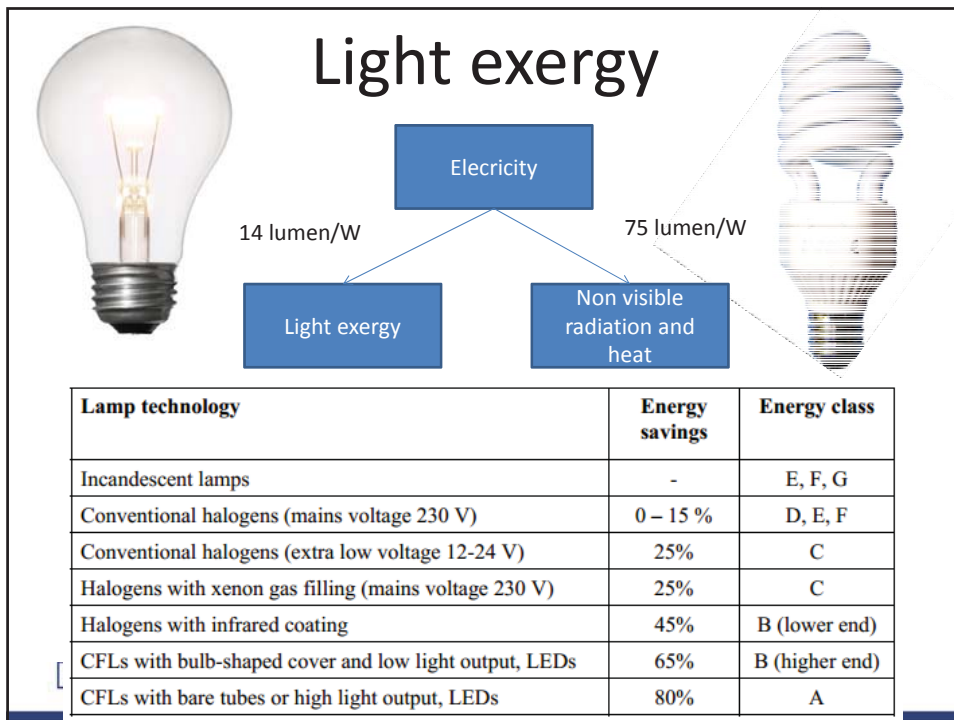 Light exergy
Elecricity
14 lumen/W
75 lumen/W
Light exergy
Non visible
radiation and
heat
Lamp technology Energy savings Energy class
Incandescent lamps - E, F, G
Conventional halogens (mains voltage 230 V) 0 – 15 % D, E, F
Conventional halogens (extra low voltage 12-24 V) 25% C
Halogens with xenon gas filling (mains voltage 230 V) 25% C
Halogens with infrared coating 45% B (lower end)
CFLs with bulb-shaped cover and low light output, LEDs 65% B (higher end)
CFLs with bare tubes or high light output, LEDs 80% A